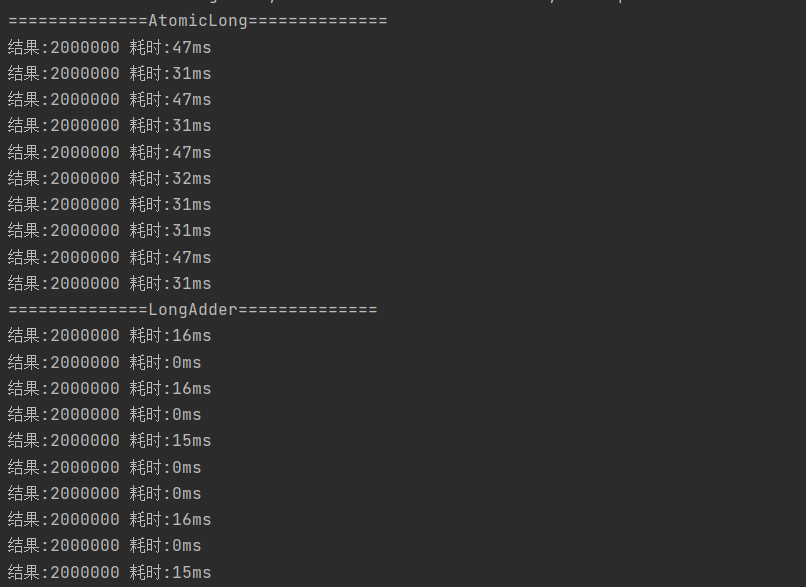 ==============AtomicLong==============
结果:2000000 耗时:47ms
结果:2000000 耗时:31ms
结果:2000000 耗时:47ms
结果:2000000 耗时:31ms
结果:2000000 耗时:47ms
结果:2000000 耗时:32ms
结果:2000000 耗时:31ms
结果:2000000 耗时:31ms
结果:2000000 耗时:47ms
结果:2000000 耗时:31ms
==============LongAdder==============
结果:2000000 耗时:16ms
结果:2000000 耗时:0ms
结果:2000000 耗时:16ms
结果:2000000 耗时:0ms
结果:2000000 耗时:15ms
结果:2000000 耗时:0ms
结果:2000000 耗时:0ms
结果:2000000 耗时:16ms
结果:2000000 耗时:0ms
结果:2000000 耗时:15ms